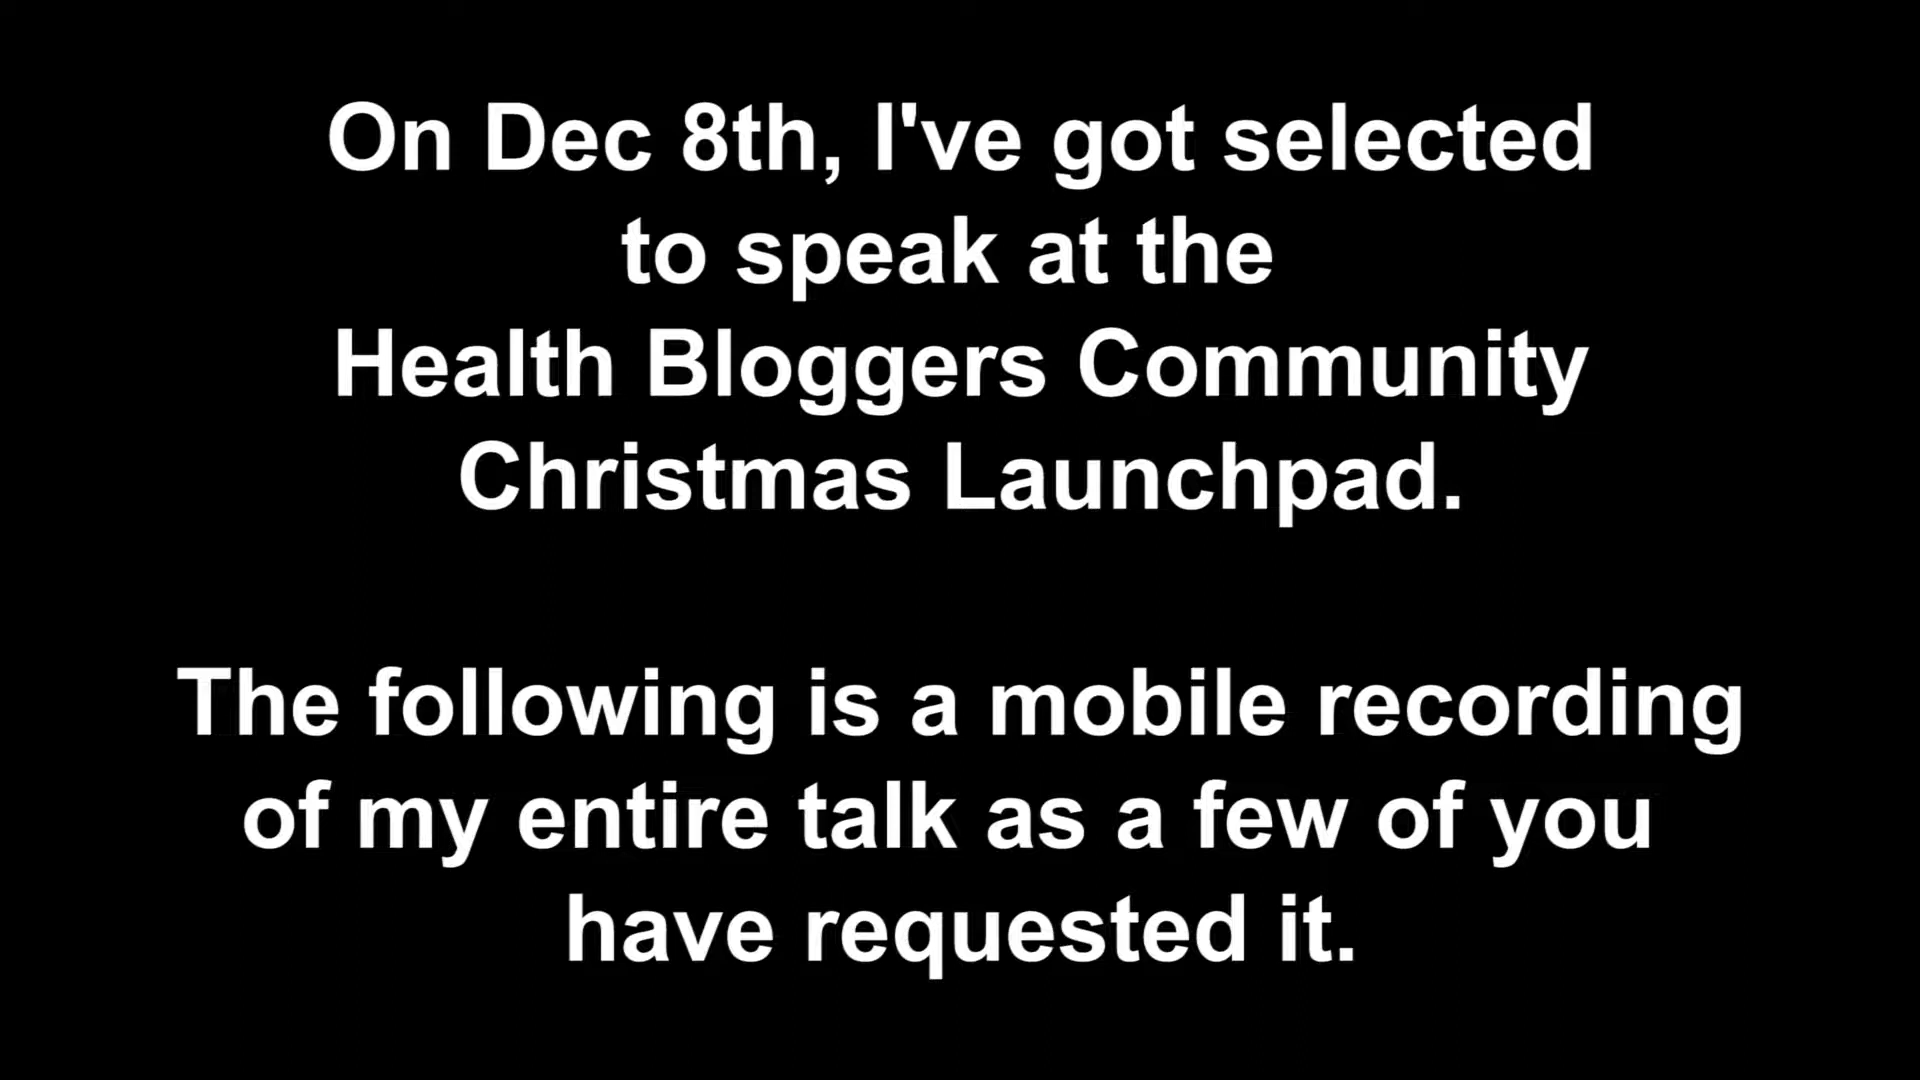 On Dec 8th, I've got selected
to speak at the
Health Bloggers Community
Christmas Launchpad.
The following is a mobile recording
of my entire talk as a few of you
have requested it.